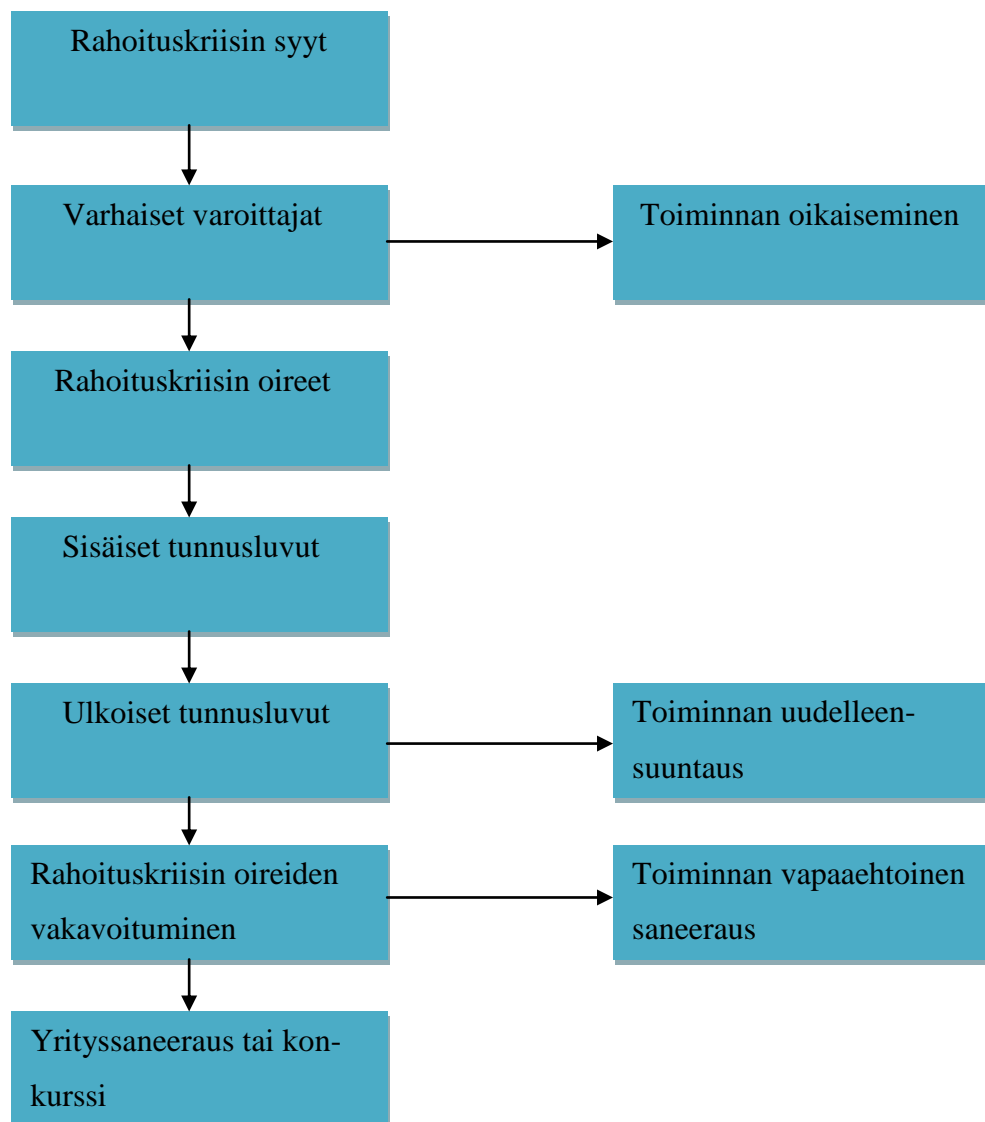 Rahoituskriisin syyt
Varhaiset varoittajat
Toiminnan oikaiseminen
Rahoituskriisin oireet
Sisäiset tunnusluvut
Ulkoiset tunnusluvut
Toiminnan uudelleen-
suuntaus
Rahoituskriisin oireiden
vakavoituminen
Toiminnan vapaaehtoinen
saneeraus
Yrityssaneeraus tai kon-
kurssi